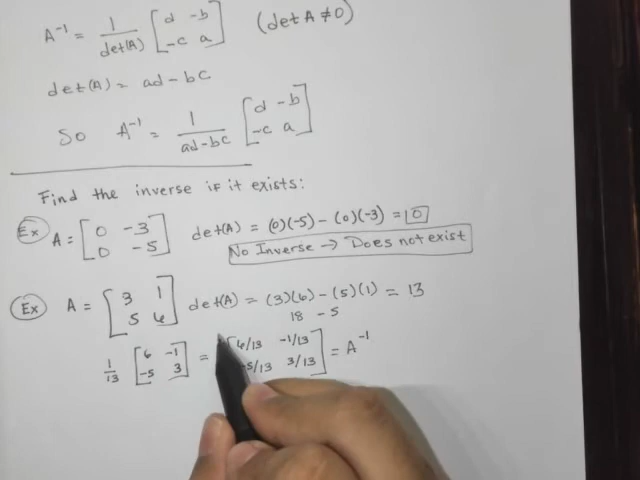 A⁻¹ = 1/det(A) [d -b; -c a] (det A ≠ 0)
det(A) = ad - bc
So A⁻¹ = 1/ad-bc [d -b; -c a]
Find the inverse if it exists:
Ex A = [0 -3; 0 -5] det(A) = (0)(-5) - (0)(-3) = 0
No Inverse → Does not exist
Ex A = [3 1; 5 6] det(A) = (3)(6) - (5)(1) = 13
18 - 5
1/13 [6 -1; -5 3] = [6/13 -1/13; -5/13 3/13] = A⁻¹